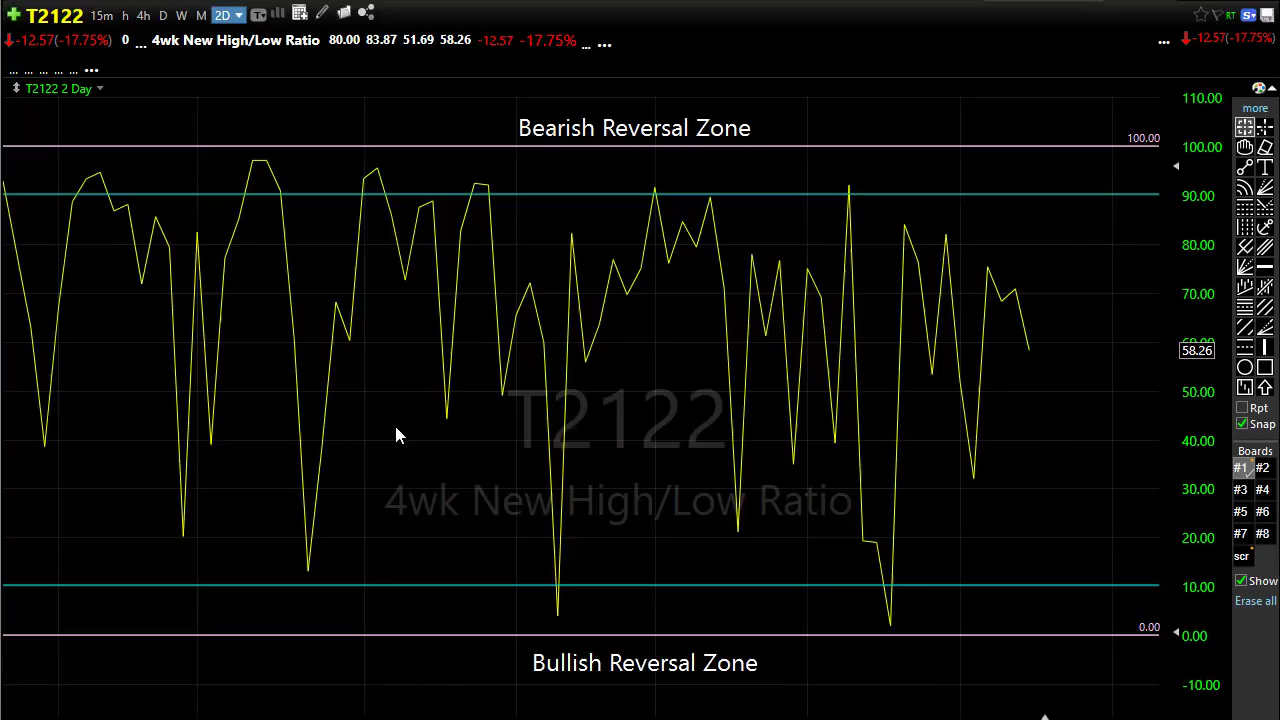 T2122 15m h 4h D W M 2D RT
-12.57(-17.75%) 0 ... 4wk New High/Low Ratio 80.00 83.87 51.69 58.26 -12.57 -17.75% ... ... ... -12.57(-17.75%)
... ... ... ... ... ...
T2122 2 Day
110.00
more
Bearish Reversal Zone
100.00
100.00
90.00
80.00
70.00
60.00
58.26
50.00
T2122
40.00
4wk New High/Low Ratio
30.00
20.00
10.00
0.00
0.00
Bullish Reversal Zone
-10.00
Rpt
Snap
Boards
#1 #2
#3 #4
#5 #6
#7 #8
scr
Show
Erase all